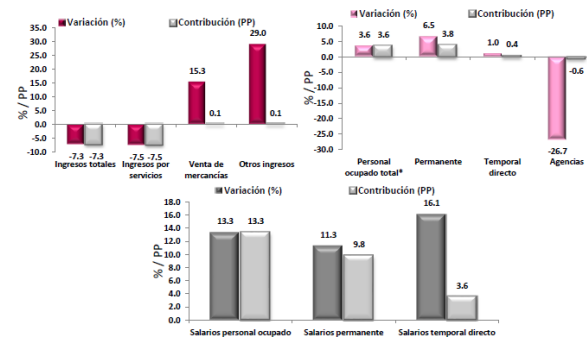 Variación (%) Contribución (PP)
% / PP
35.0
30.0
25.0
20.0
15.0
10.0
5.0
0.0
-5.0
-10.0
-7.3 -7.3 -7.5 -7.5 15.3 0.1 29.0 0.1
Ingresos totales Ingresos por servicios Venta de mercancías Otros ingresos
Variación (%) Contribución (PP)
% / PP
10.0
5.0
0.0
-5.0
-10.0
-15.0
-20.0
-25.0
-30.0
3.6 3.6 6.5 3.8 1.0 0.4 -26.7 -0.6
Personal ocupado total* Permanente Temporal directo Agencias
Variación (%) Contribución (PP)
% / PP
18.0
16.0
14.0
12.0
10.0
8.0
6.0
4.0
2.0
0.0
13.3 13.3 11.3 9.8 16.1 3.6
Salarios personal ocupado Salarios permanente Salarios temporal directo